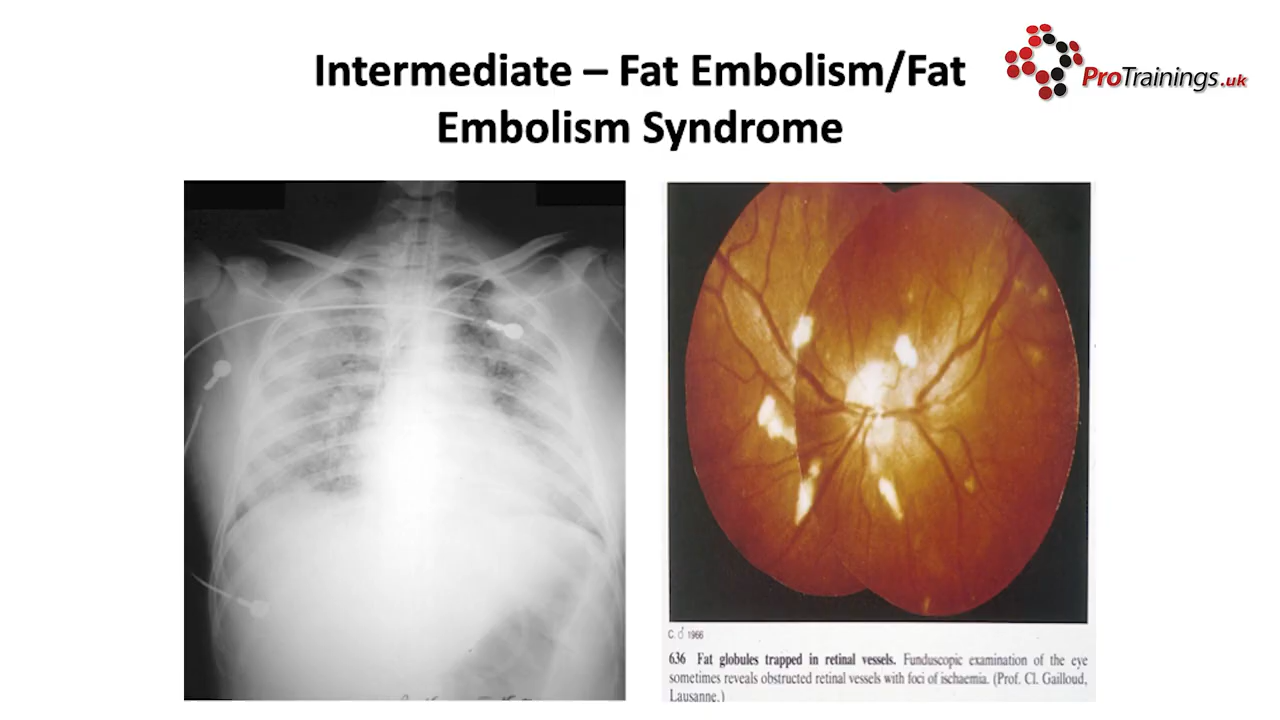 Intermediate – Fat Embolism/Fat
Embolism Syndrome
ProTrainings.uk
C. ♂ 1966
636 Fat globules trapped in retinal vessels. Funduscopic examination of the eye
sometimes reveals obstructed retinal vessels with foci of ischaemia. (Prof. Cl. Gailloud,
Lausanne.)